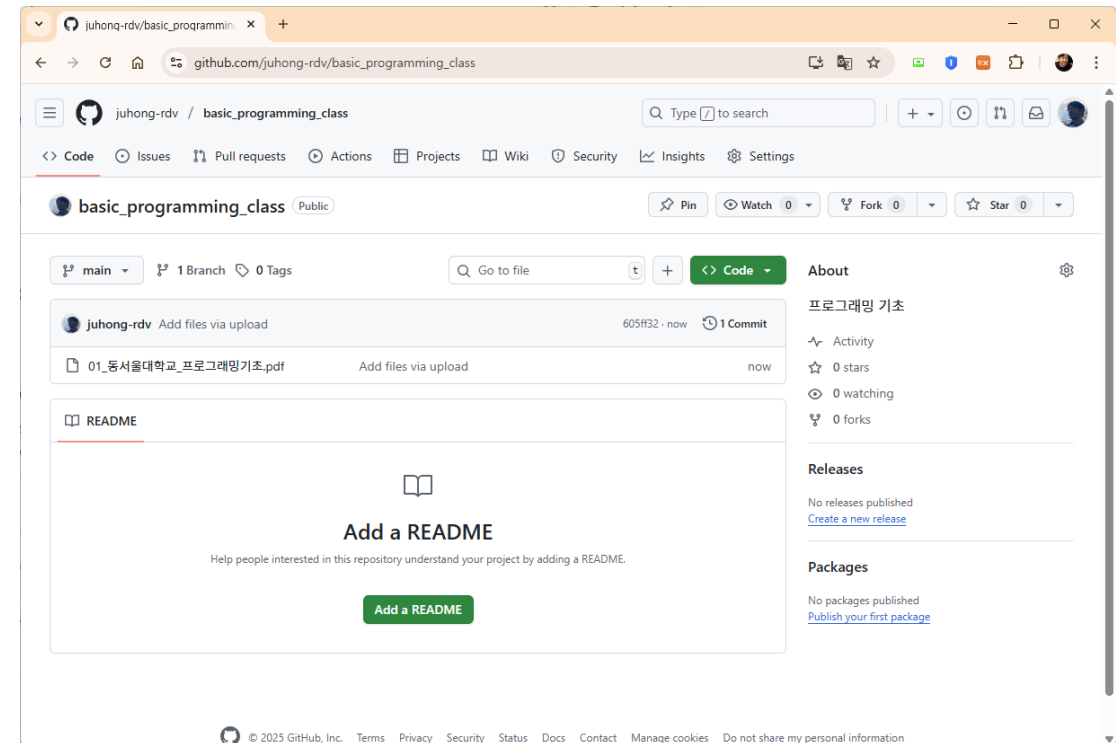 juhong-rdv/basic_programmin
github.com/juhong-rdv/basic_programming_class
juhong-rdv / basic_programming_class
Type / to search
Code Issues Pull requests Actions Projects Wiki Security Insights Settings
basic_programming_class Public
Pin Watch 0 Fork 0 Star 0
main 1 Branch 0 Tags Go to file t Code
juhong-rdv Add files via upload 605ff32 · now 1 Commit
01_동서울대학교_프로그래밍기초.pdf Add files via upload now
README
Add a README
Help people interested in this repository understand your project by adding a README.
Add a README
About
프로그래밍 기초
Activity
0 stars
0 watching
0 forks
Releases
No releases published
Create a new release
Packages
No packages published
Publish your first package
© 2025 GitHub, Inc. Terms Privacy Security Status Docs Contact Manage cookies Do not share my personal information